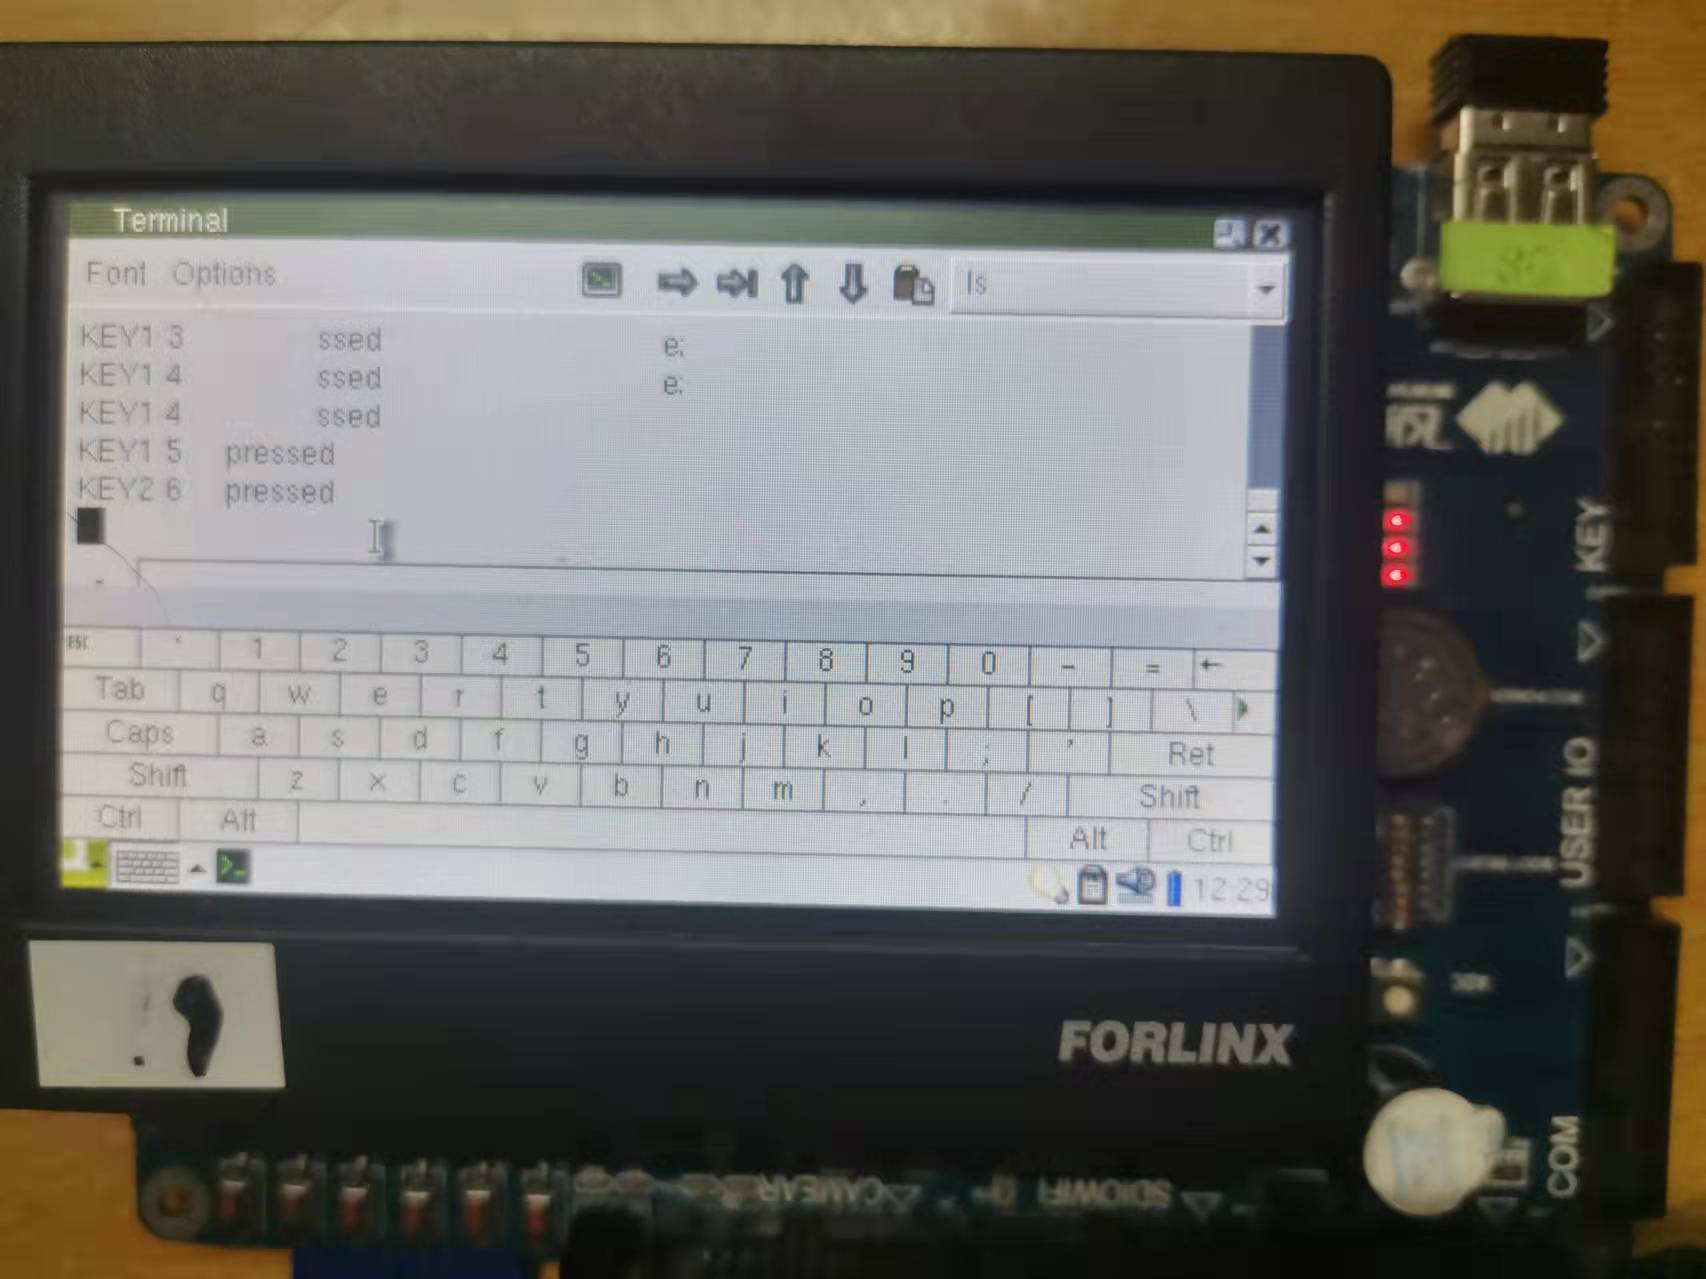 Terminal
Font Options
ls
KEY1 3 ssed e;
KEY1 4 ssed e;
KEY1 4 ssed
KEY1 5 pressed
KEY2 6 pressed
ESC ` 1 2 3 4 5 6 7 8 9 0 - = ←
Tab q w e r t y u i o p [ ] \
Caps a s d f g h j k l ; ' Ret
Shift z x c v b n m , . / Shift
Ctrl Alt Alt Ctrl
12:29
FORLINX
KEY
USER IO
COM
CAMEAR
SDIOWIFI